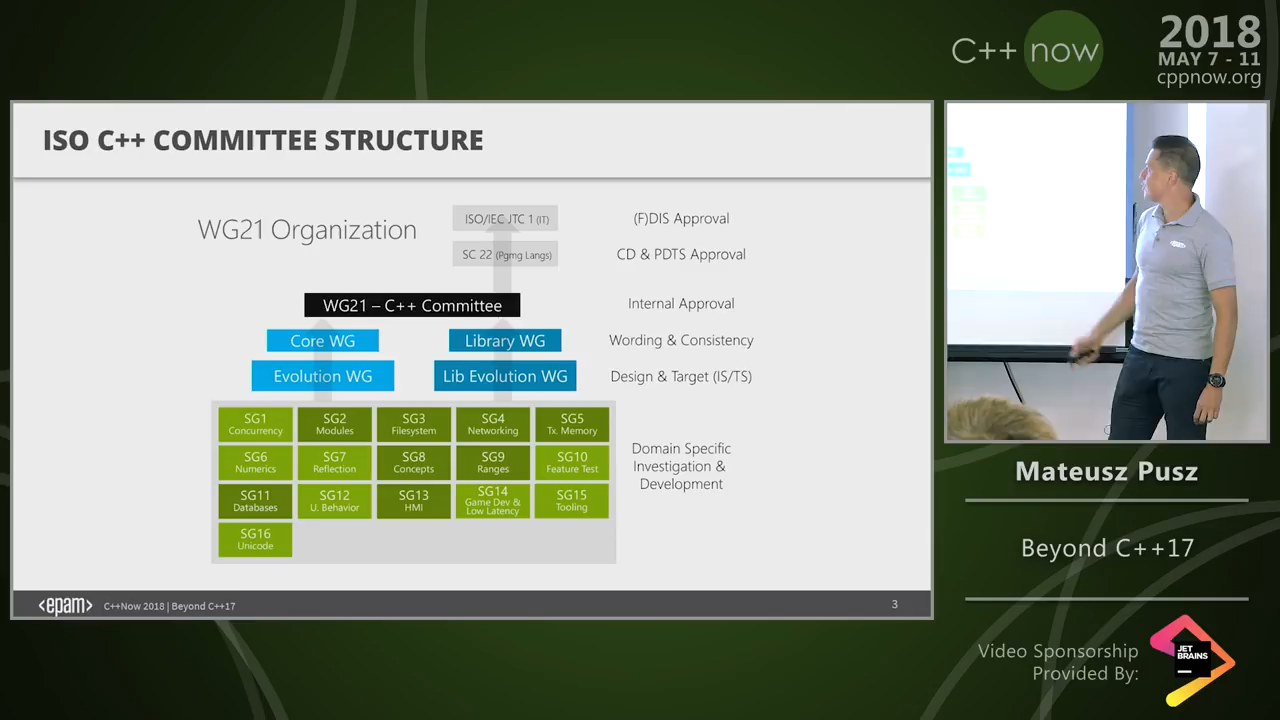 C++ now
2018
MAY 7 - 11
cppnow.org
ISO C++ COMMITTEE STRUCTURE
WG21 Organization
ISO/IEC JTC 1 (IT)
(F)DIS Approval
SC 22 (Pgmg Langs)
CD & PDTS Approval
WG21 – C++ Committee
Internal Approval
Core WG
Library WG
Wording & Consistency
Evolution WG
Lib Evolution WG
Design & Target (IS/TS)
SG1
Concurrency
SG2
Modules
SG3
Filesystem
SG4
Networking
SG5
Tx. Memory
SG6
Numerics
SG7
Reflection
SG8
Concepts
SG9
Ranges
SG10
Feature Test
SG11
Databases
SG12
U. Behavior
SG13
HMI
SG14
Game Dev &
Low Latency
SG15
Tooling
SG16
Unicode
Domain Specific
Investigation &
Development
<epam>
C++Now 2018 | Beyond C++17
3
Mateusz Pusz
Beyond C++17
Video Sponsorship
Provided By:
JET
BRAINS